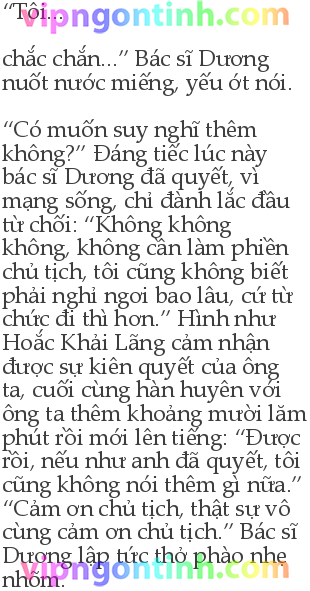 vipngontinh.com
“Tôi...
chắc chắn...” Bác sĩ Dương
nuốt nước miếng, yếu ớt nói.
“Có muốn suy nghĩ thêm
không?” Đáng tiếc lúc này
bác sĩ Dương đã quyết, vì
mạng sống, chỉ đành lắc đầu
từ chối: “Không không
không, không cần làm phiền
chủ tịch, tôi cũng không biết
phải nghỉ ngơi bao lâu, cứ từ
chức đi thì hơn.” Hình như
Hoắc Khải Lãng cảm nhận
được sự kiên quyết của ông
ta, cuối cùng hàn huyên với
ông ta thêm khoảng mười lăm
phút rồi mới lên tiếng: “Được
rồi, nếu như anh đã quyết, tôi
cũng không nói thêm gì nữa.”
“Cảm ơn chủ tịch, thật sự vô
cùng cảm ơn chủ tịch.” Bác sĩ
Dương lập tức thở phào nhẹ
nhõm.
vipngontinh.com